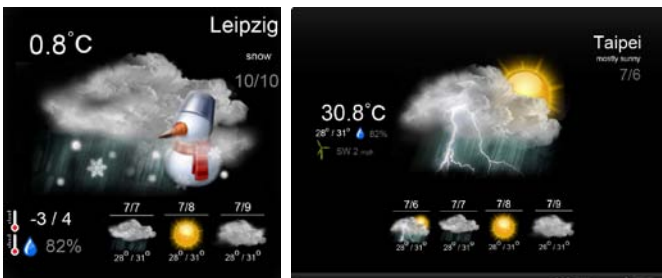 Leipzig
0.8°C
snow
10/10
-3 / 4
82%
7/7 7/8 7/9
28° / 31° 28° / 31° 28° / 31°
Taipei
mostly sunny
7/6
30.8°C
28° / 31° 82%
SW 2 mph
7/6 7/7 7/8 7/9
28° / 31° 28° / 31° 28° / 31° 28° / 31°